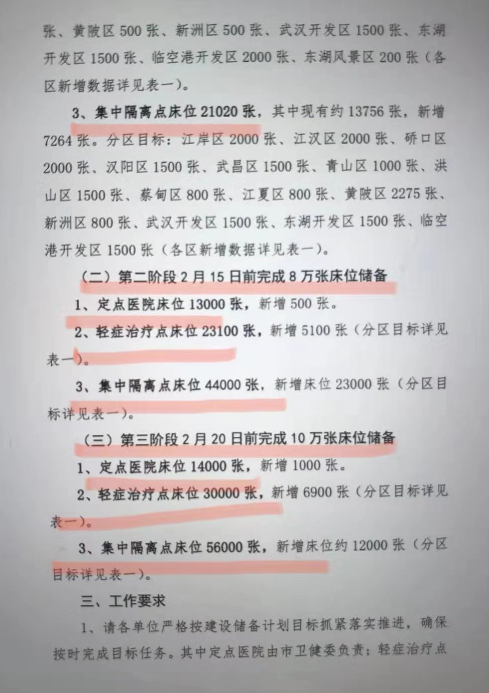 张、黄陂区 500 张、新洲区 500 张、武汉开发区 1500 张、东湖
开发区 1500 张、临空港开发区 2000 张、东湖风景区 200 张（各
区新增数据详见表一）。
3、集中隔离点床位 21020 张，其中现有约 13756 张，新增
7264 张。分区目标：江岸区 2000 张、江汉区 2000 张、硚口区
2000 张、汉阳区 1500 张、武昌区 1500 张、青山区 1000 张、洪
山区 1500 张、蔡甸区 800 张、江夏区 800 张、黄陂区 2275 张、
新洲区 800 张、武汉开发区 1500 张、东湖开发区 1500 张、临空
港开发区 1500 张（各区新增数据详见表一）。
（二）第二阶段 2 月 15 日前完成 8 万张床位储备
1、定点医院床位 13000 张，新增 500 张。
2、轻症治疗点床位 23100 张，新增 5100 张（分区目标详见
表一）。
3、集中隔离点床位 44000 张，新增床位 23000 张（分区目
标详见表一）。
（三）第三阶段 2 月 20 日前完成 10 万张床位储备
1、定点医院床位 14000 张，新增 1000 张。
2、轻症治疗点床位 30000 张，新增 6900 张（分区目标详见
表一）。
3、集中隔离点床位 56000 张，新增床位约 12000 张（分区
目标详见表一）。
三、工作要求
1、请各单位严格按建设储备计划目标抓紧落实推进，确保
按时完成目标任务。其中定点医院由市卫健委负责；轻症治疗点